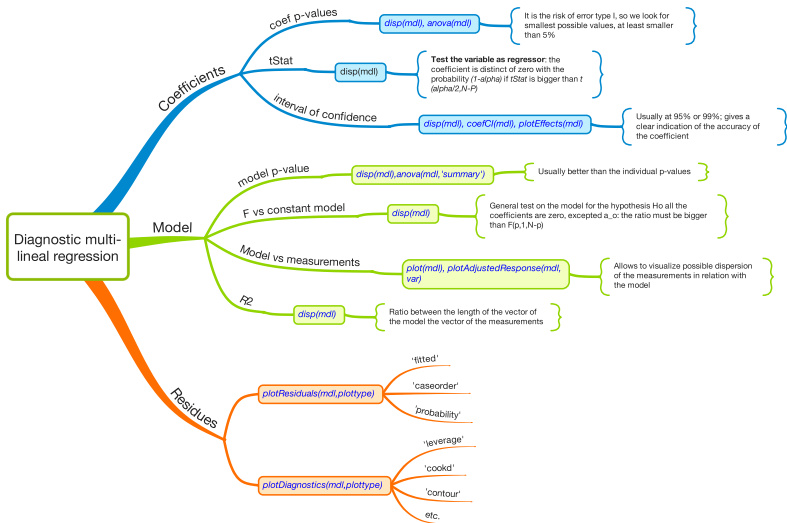 Diagnostic multi-
lineal regression
Coefficients
coef p-values
disp(mdl), anova(mdl)
It is the risk of error type I, so we look for
smallest possible values, at least smaller
than 5%
tStat
disp(mdl)
Test the variable as regressor: the
coefficient is distinct of zero with the
probability (1-alpha) if tStat is bigger than t
(alpha/2,N-P)
interval of confidence
disp(mdl), coefCI(mdl), plotEffects(mdl)
Usually at 95% or 99%; gives a
clear indication of the accuracy of
the coefficient
Model
model p-value
disp(mdl),anova(mdl,'summary')
Usually better than the individual p-values
F vs constant model
disp(mdl)
General test on the model for the hypothesis Ho all the
coefficients are zero, excepted a_o: the ratio must be bigger
than F(p,1,N-p)
Model vs measurements
plot(mdl), plotAdjustedResponse(mdl,
var)
Allows to visualize possible dispersion
of the measurements in relation with
the model
R2
disp(mdl)
Ratio between the length of the vector of
the model the vector of the measurements
Residues
plotResiduals(mdl,plottype)
'fitted'
'caseorder'
'probability'
plotDiagnostics(mdl,plottype)
'leverage'
'cookd'
'contour'
etc.